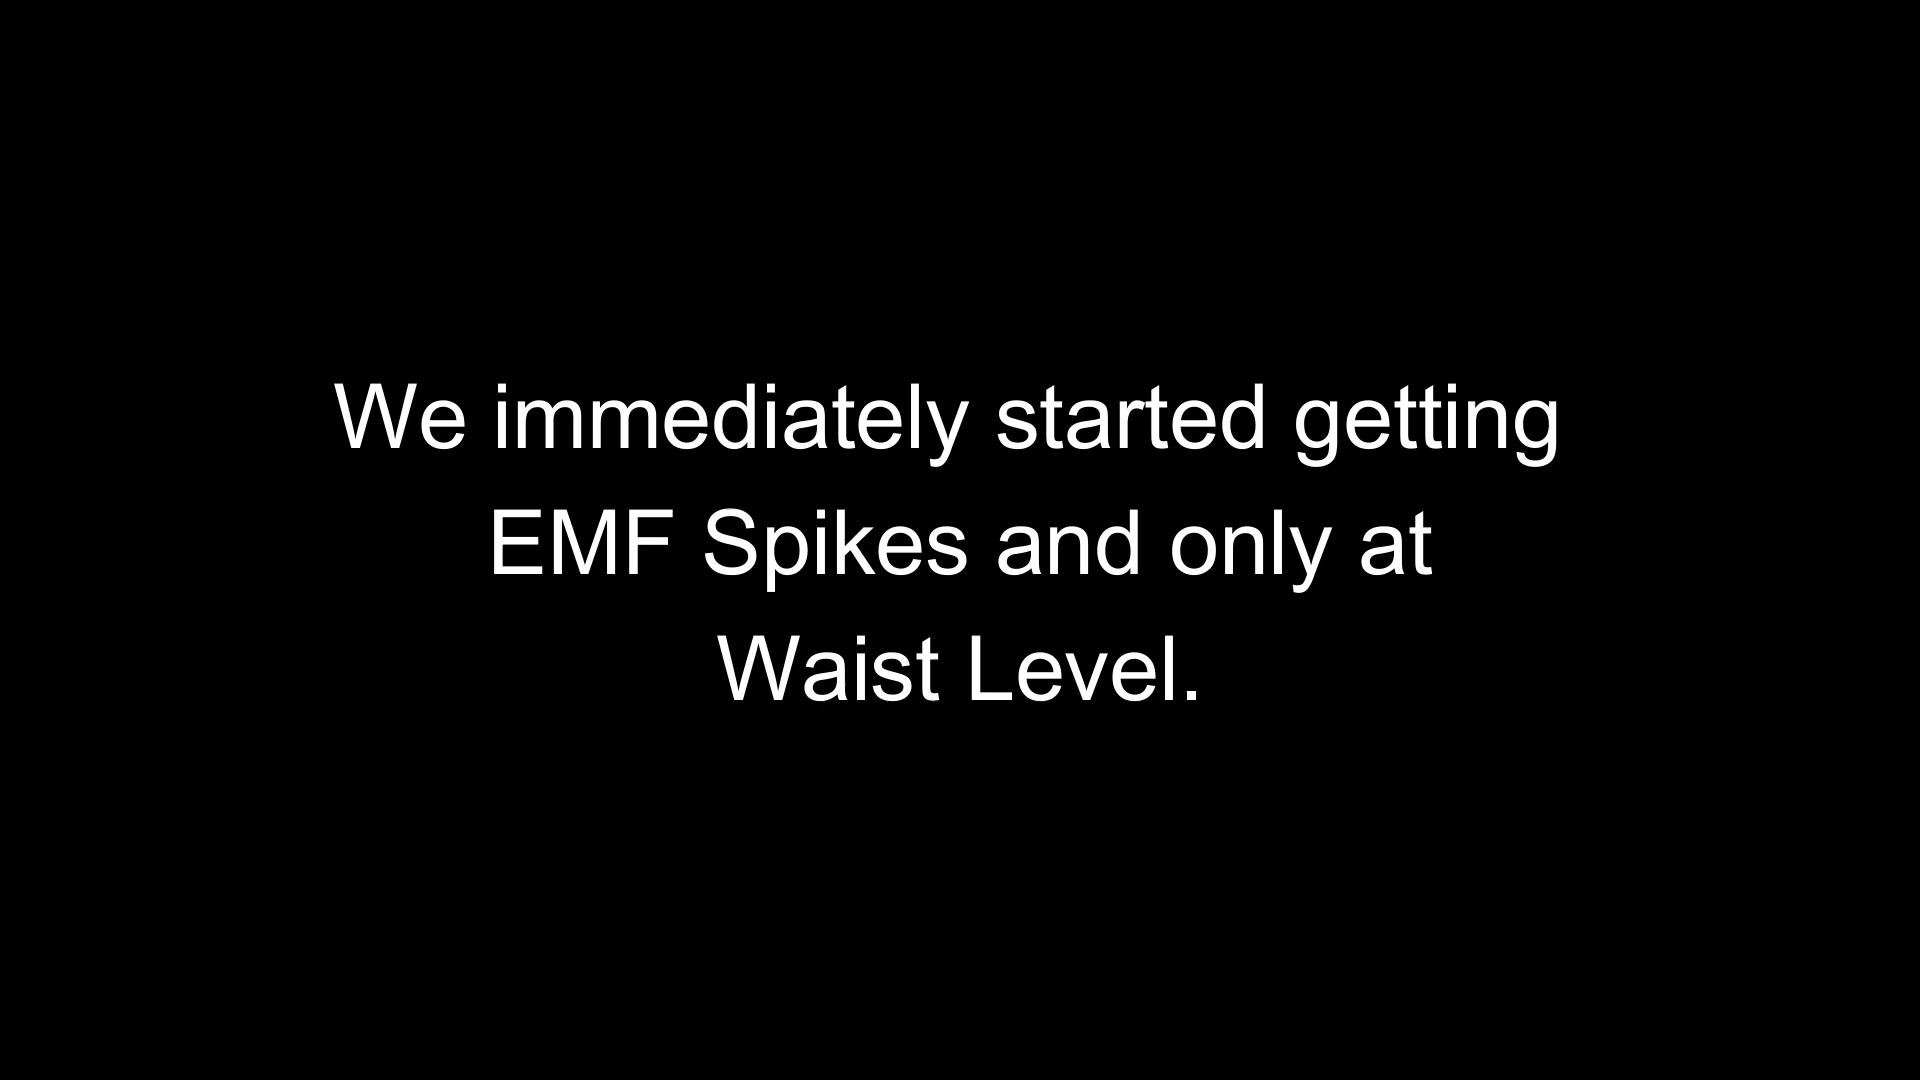 We immediately started getting
EMF Spikes and only at
Waist Level.